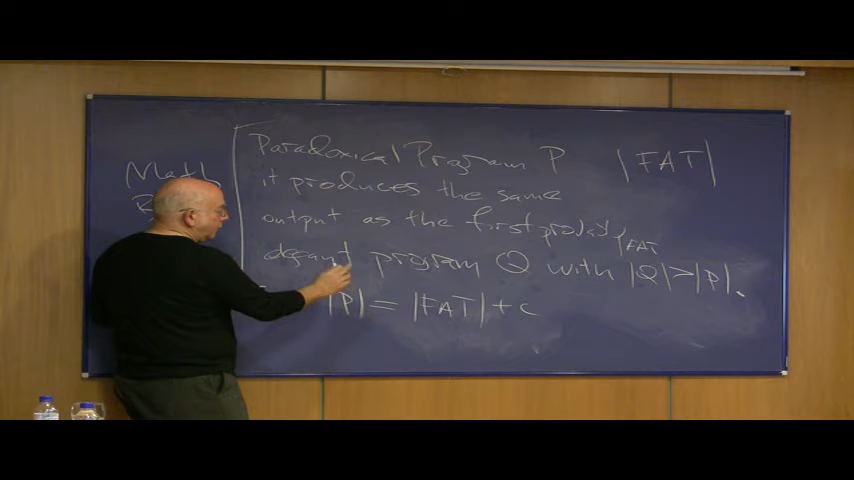 Math
Paradoxical Program P
|FAT|
it produces the same
output as the first provably FAT
elegant program Q with |Q|>|P|.
|P| = |FAT| + c